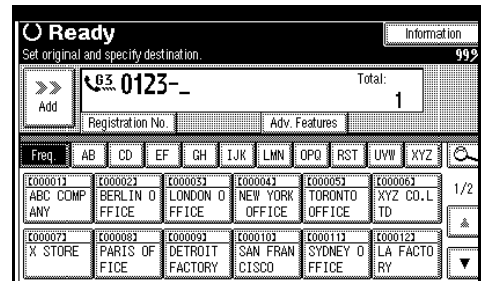 Ready
Information
Set original and specify destination.
99%
Add
G3 0123-_
Total:
1
Registration No.
Adv. Features
Freq. AB CD EF GH IJK LMN OPQ RST UVW XYZ
[00001] [00002] [00003] [00004] [00005] [00006]
ABC COMP BERLIN O LONDON O NEW YORK TORONTO XYZ CO.L
ANY FFICE FFICE OFFICE OFFICE TD
1/2
[00007] [00008] [00009] [00010] [00011] [00012]
X STORE PARIS OF DETROIT SAN FRAN SYDNEY O LA FACTO
FICE FACTORY CISCO FFICE RY